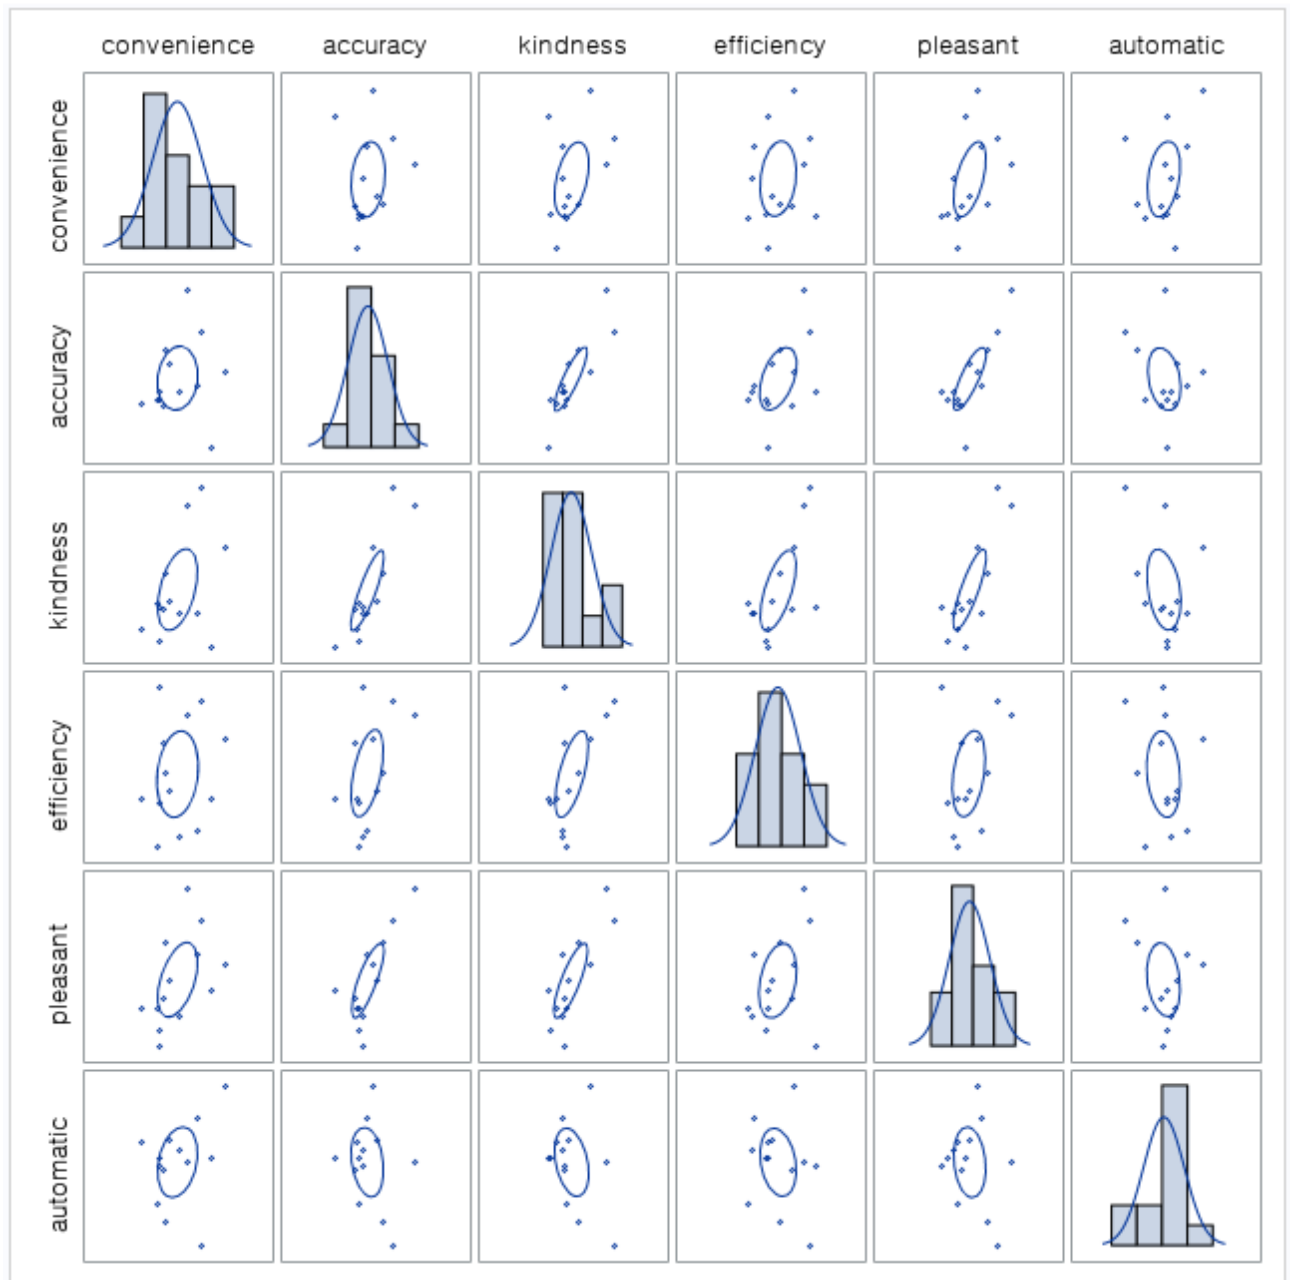 convenience accuracy kindness efficiency pleasant automatic
convenience
accuracy
kindness
efficiency
pleasant
automatic